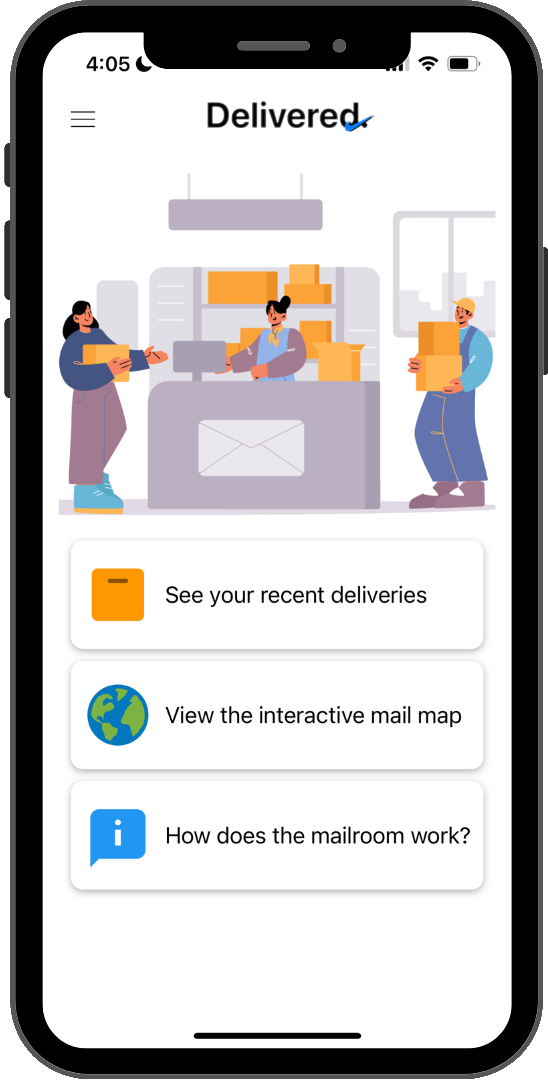 4:05
Delivered.
See your recent deliveries
View the interactive mail map
How does the mailroom work?